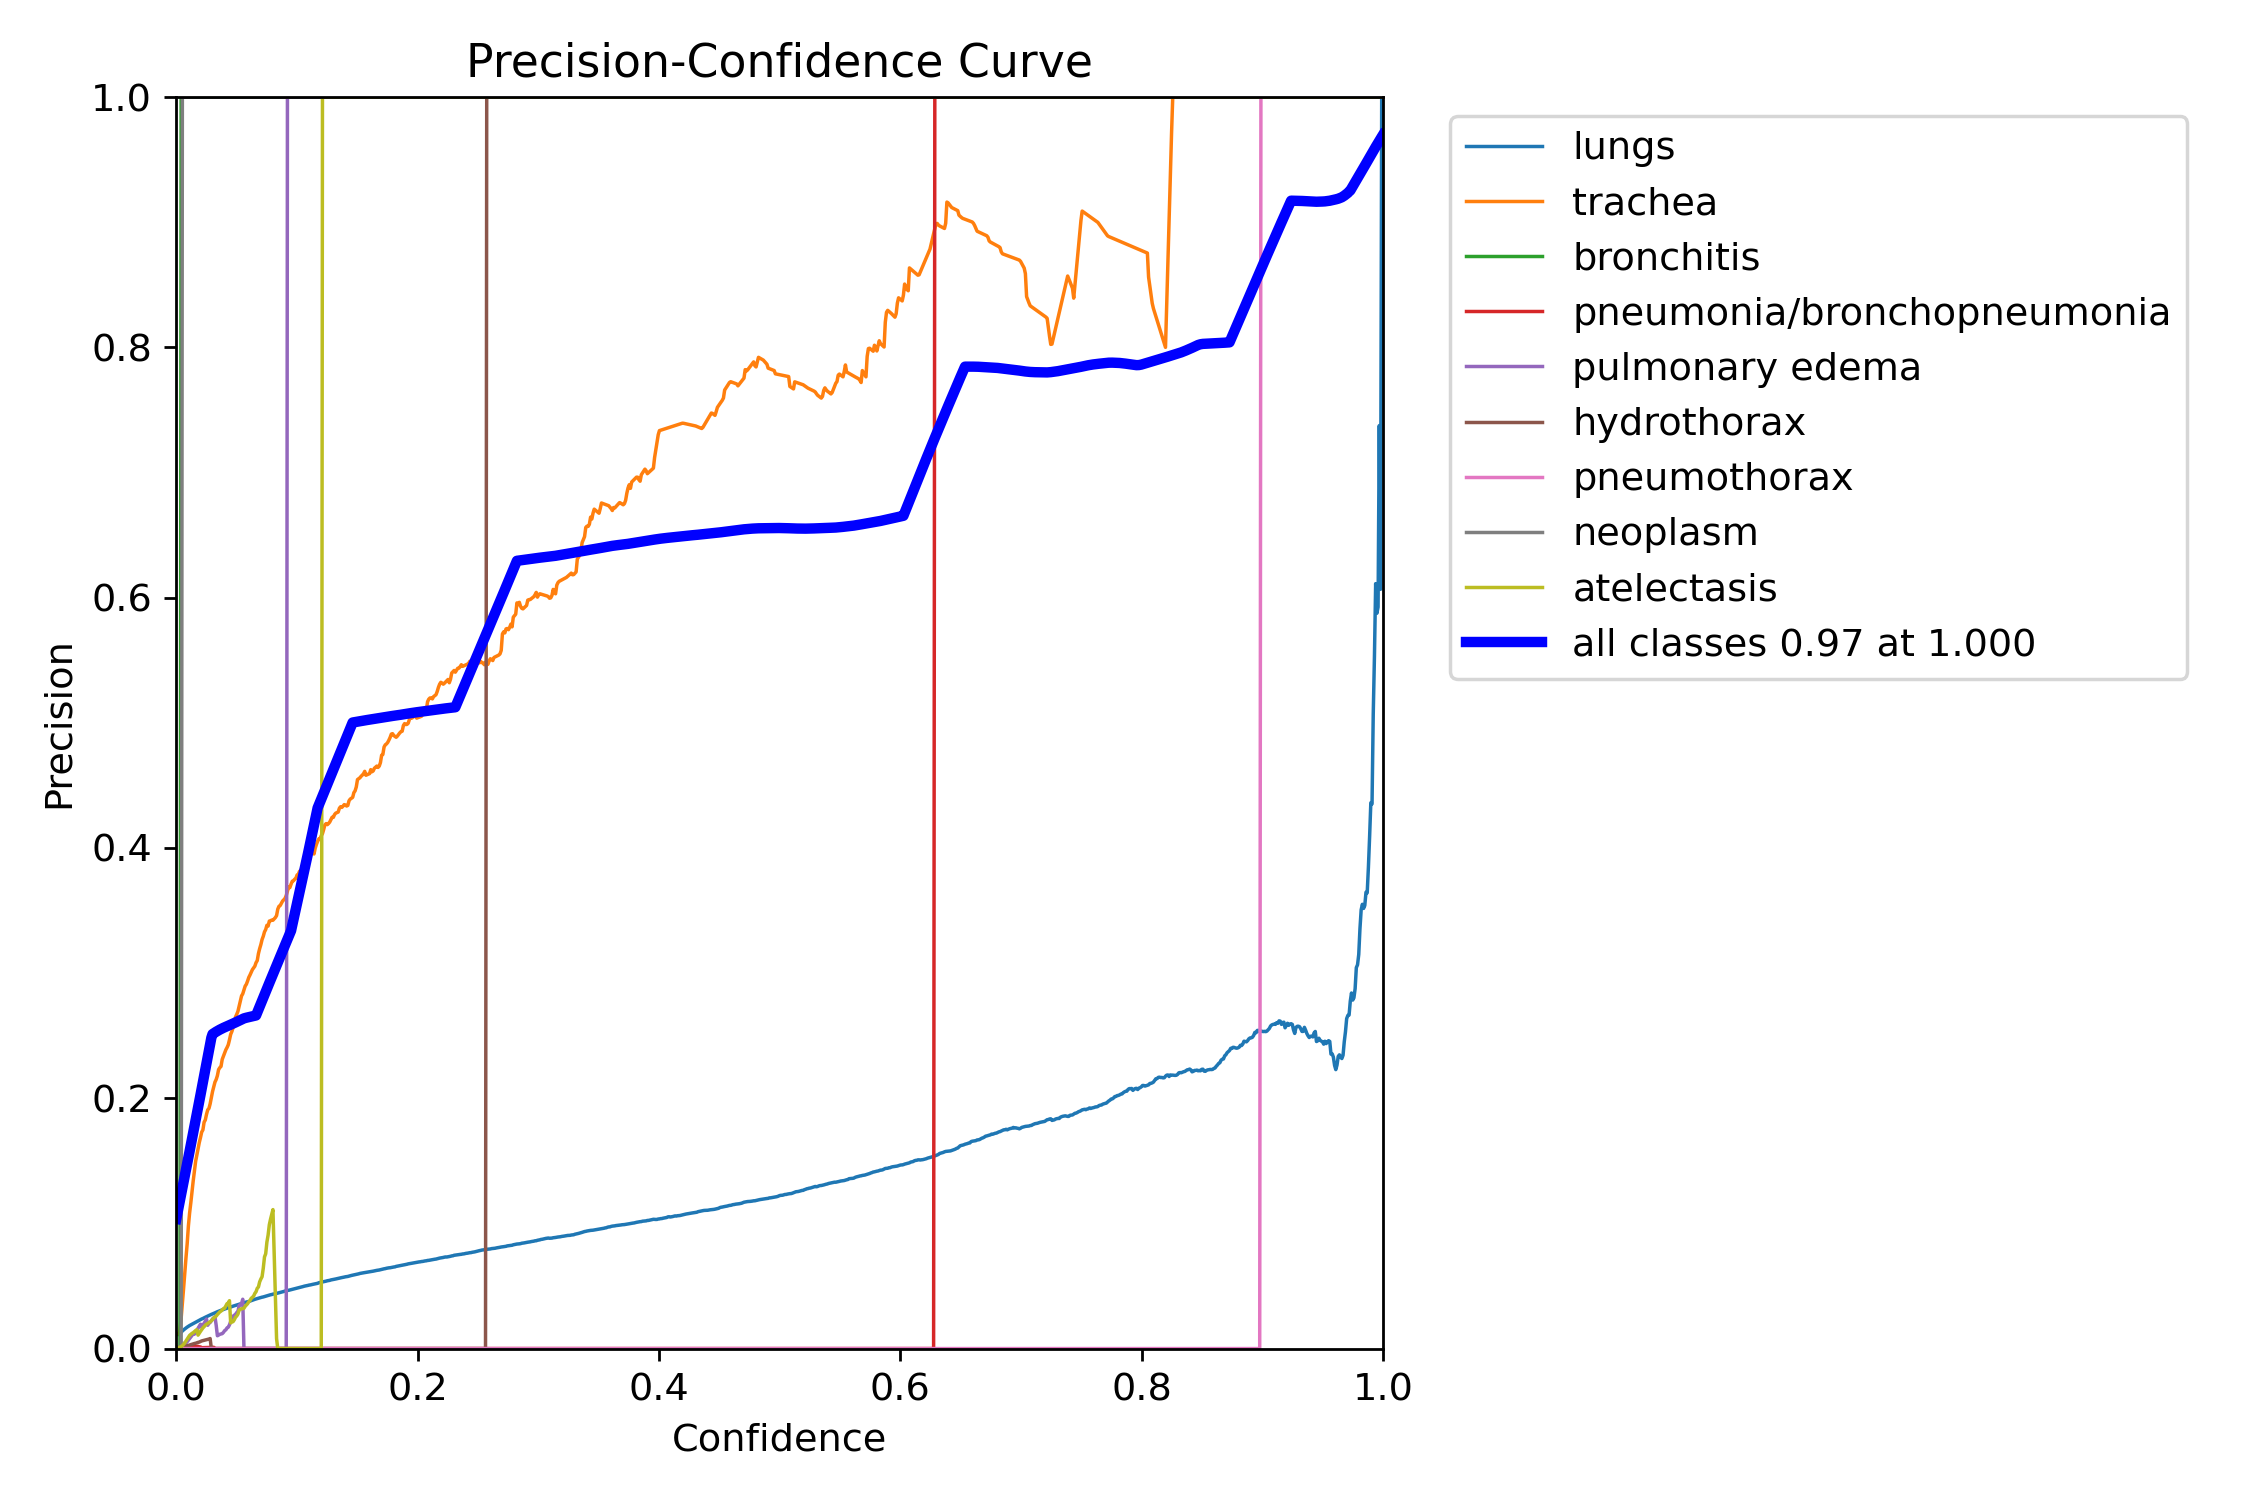 Precision-Confidence Curve
1.0
0.8
0.6
0.4
0.2
0.0
Precision
0.0 0.2 0.4 0.6 0.8 1.0
Confidence
lungs
trachea
bronchitis
pneumonia/bronchopneumonia
pulmonary edema
hydrothorax
pneumothorax
neoplasm
atelectasis
all classes 0.97 at 1.000